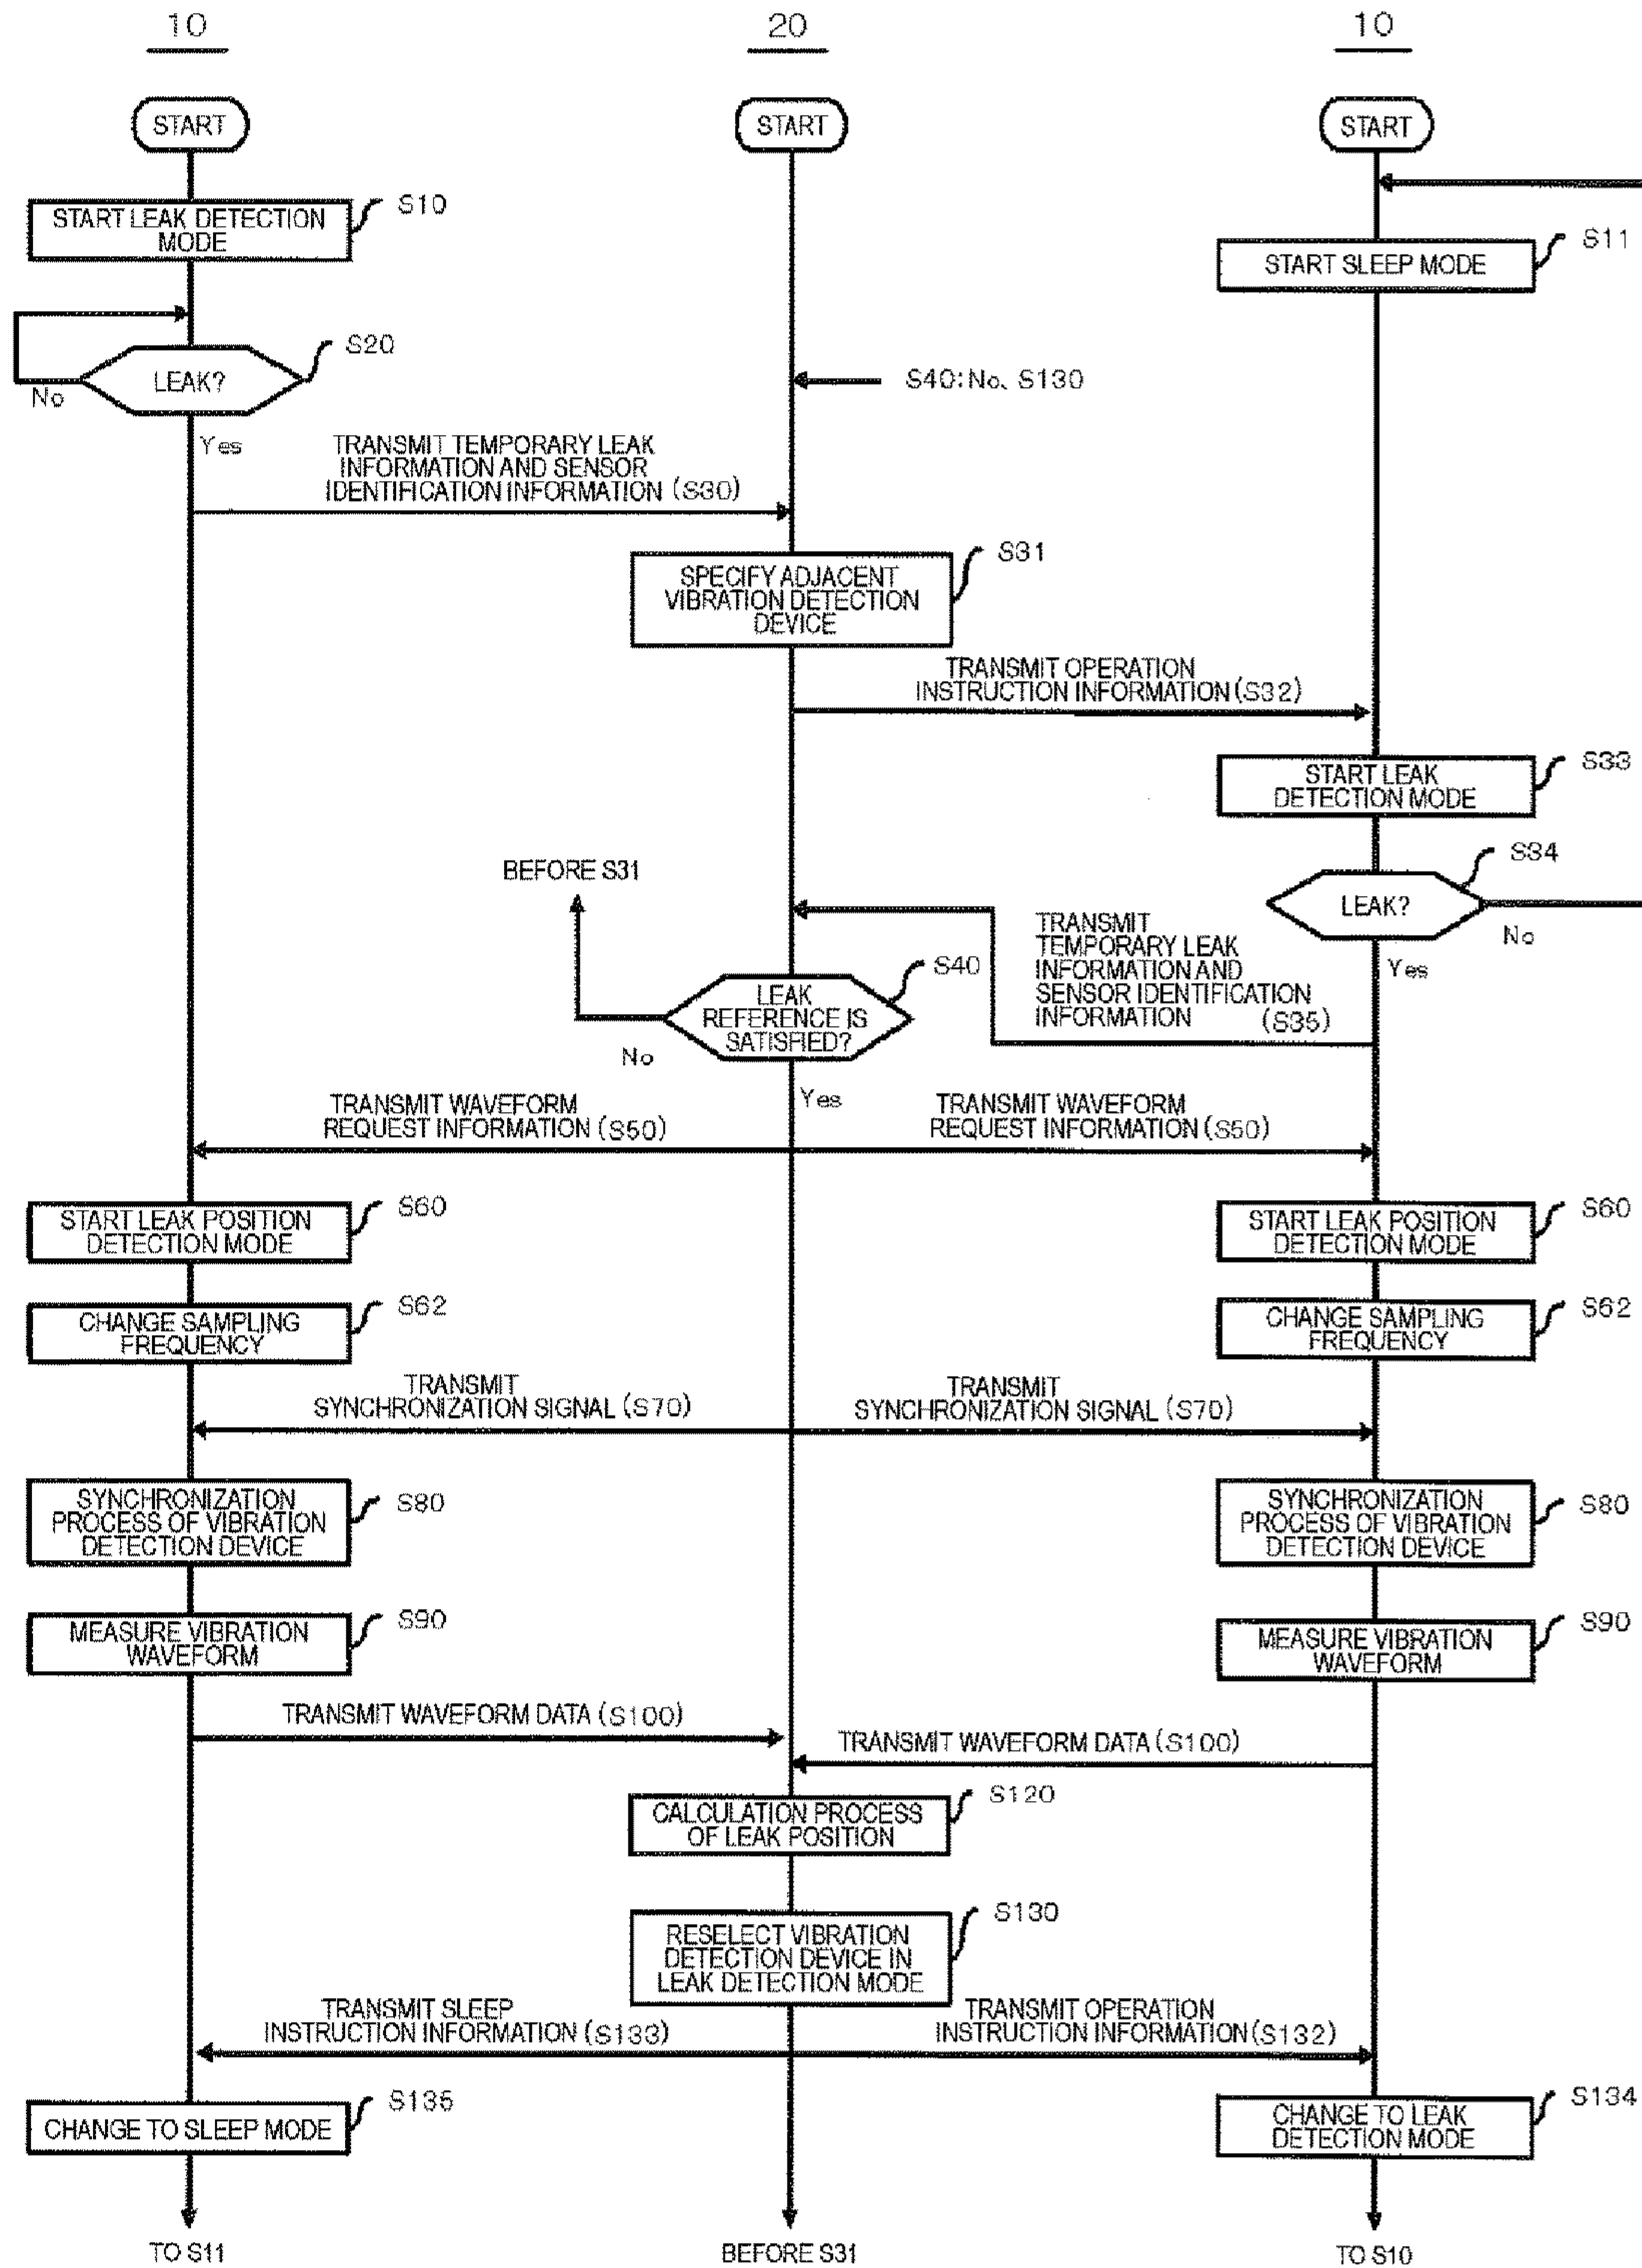 10
20
10
START
START
START
START LEAK DETECTION
MODE
S10
START SLEEP MODE
S11
LEAK?
S20
No
Yes
S40:No、S130
TRANSMIT TEMPORARY LEAK
INFORMATION AND SENSOR
IDENTIFICATION INFORMATION (S30)
SPECIFY ADJACENT
VIBRATION DETECTION
DEVICE
S31
TRANSMIT OPERATION
INSTRUCTION INFORMATION (S32)
START LEAK
DETECTION MODE
S33
LEAK?
S34
No
Yes
BEFORE S31
TRANSMIT
TEMPORARY LEAK
INFORMATION AND
SENSOR IDENTIFICATION
INFORMATION (S35)
LEAK
REFERENCE IS
SATISFIED?
S40
No
Yes
TRANSMIT WAVEFORM
REQUEST INFORMATION (S50)
TRANSMIT WAVEFORM
REQUEST INFORMATION (S50)
START LEAK POSITION
DETECTION MODE
S60
START LEAK POSITION
DETECTION MODE
S60
CHANGE SAMPLING
FREQUENCY
S62
CHANGE SAMPLING
FREQUENCY
S62
TRANSMIT
SYNCHRONIZATION SIGNAL (S70)
TRANSMIT
SYNCHRONIZATION SIGNAL (S70)
SYNCHRONIZATION
PROCESS OF VIBRATION
DETECTION DEVICE
S80
SYNCHRONIZATION
PROCESS OF VIBRATION
DETECTION DEVICE
S80
MEASURE VIBRATION
WAVEFORM
S90
MEASURE VIBRATION
WAVEFORM
S90
TRANSMIT WAVEFORM DATA (S100)
TRANSMIT WAVEFORM DATA (S100)
CALCULATION PROCESS
OF LEAK POSITION
S120
RESELECT VIBRATION
DETECTION DEVICE IN
LEAK DETECTION MODE
S130
TRANSMIT SLEEP
INSTRUCTION INFORMATION (S133)
TRANSMIT OPERATION
INSTRUCTION INFORMATION (S132)
CHANGE TO SLEEP MODE
S135
CHANGE TO LEAK
DETECTION MODE
S134
TO S11
BEFORE S31
TO S10